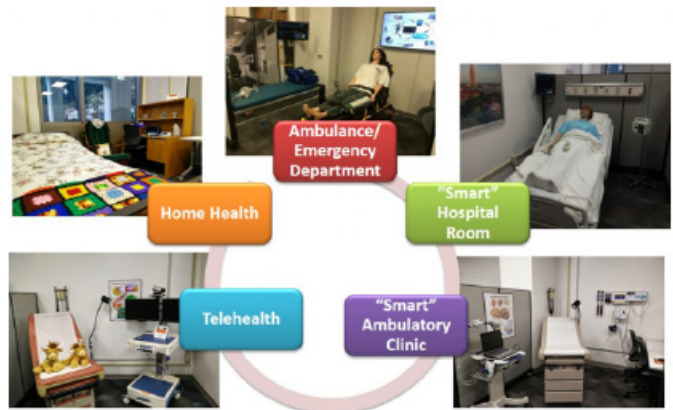 Ambulance/
Emergency
Department
Home Health
“Smart”
Hospital
Room
Telehealth
“Smart”
Ambulatory
Clinic